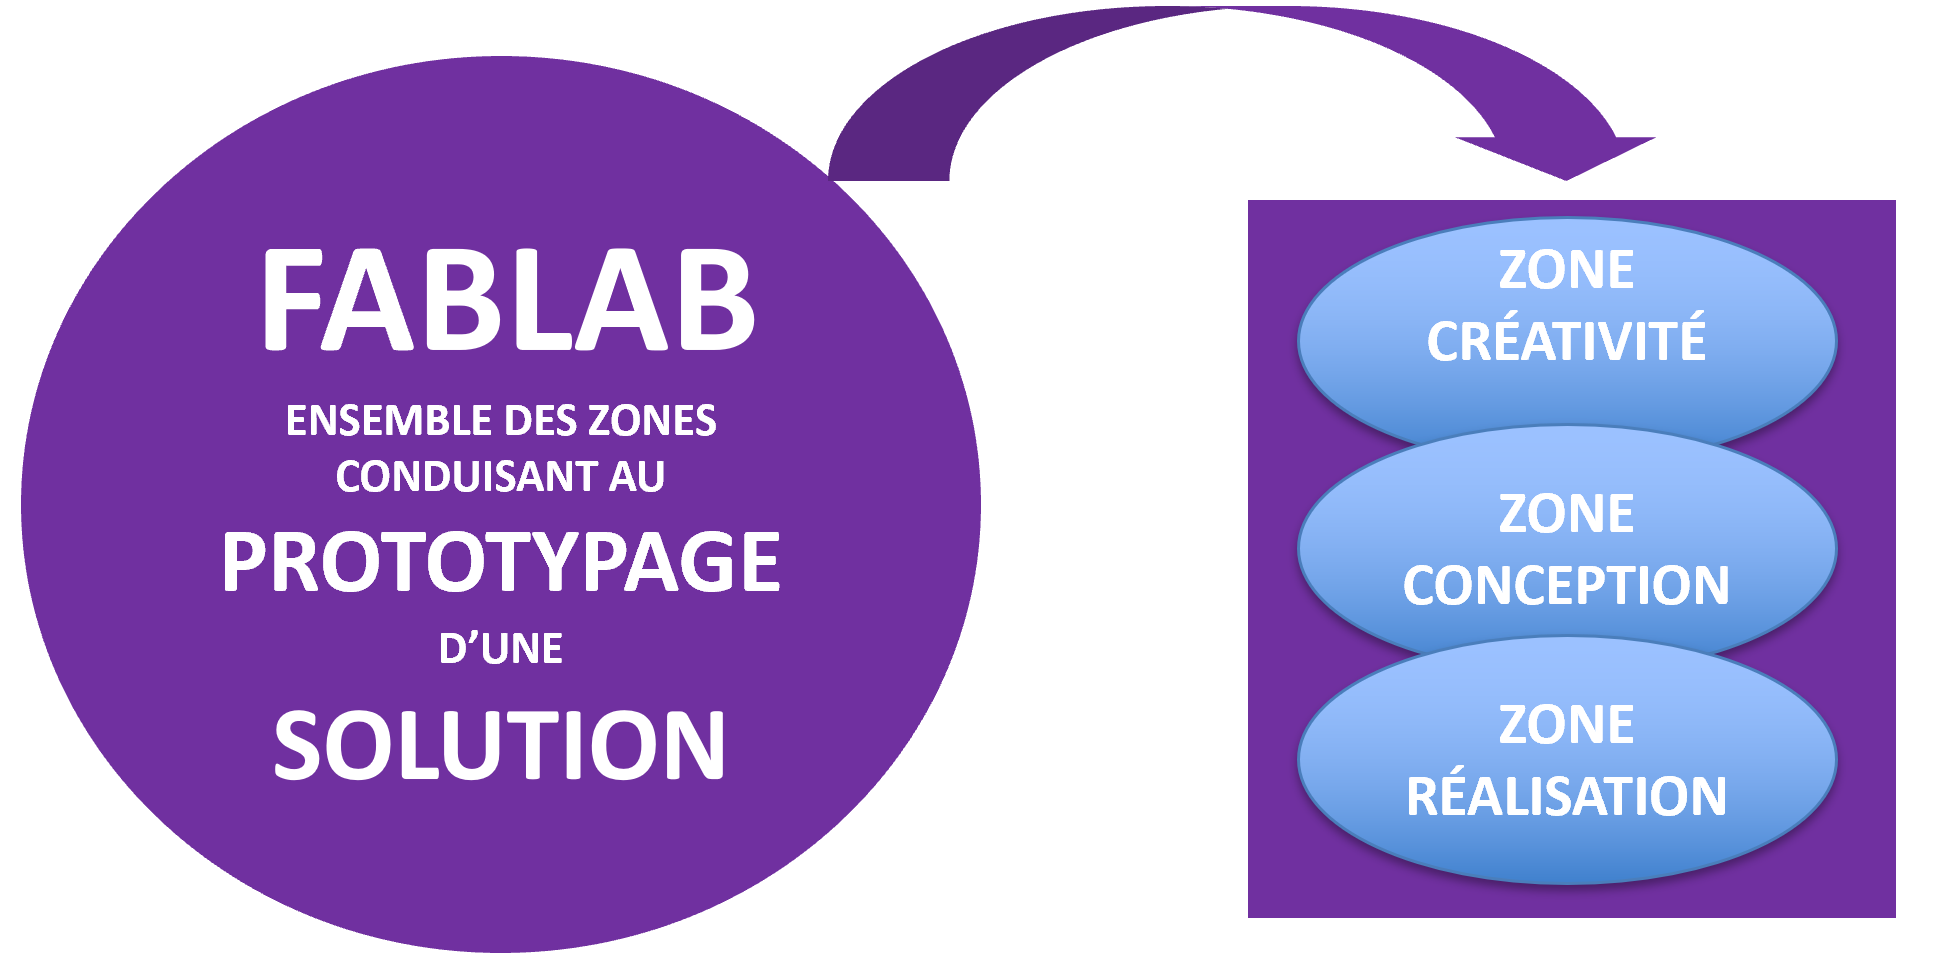 FABLAB
ENSEMBLE DES ZONES
CONDUISANT AU
PROTOTYPAGE
D’UNE
SOLUTION
ZONE
CRÉATIVITÉ
ZONE
CONCEPTION
ZONE
RÉALISATION